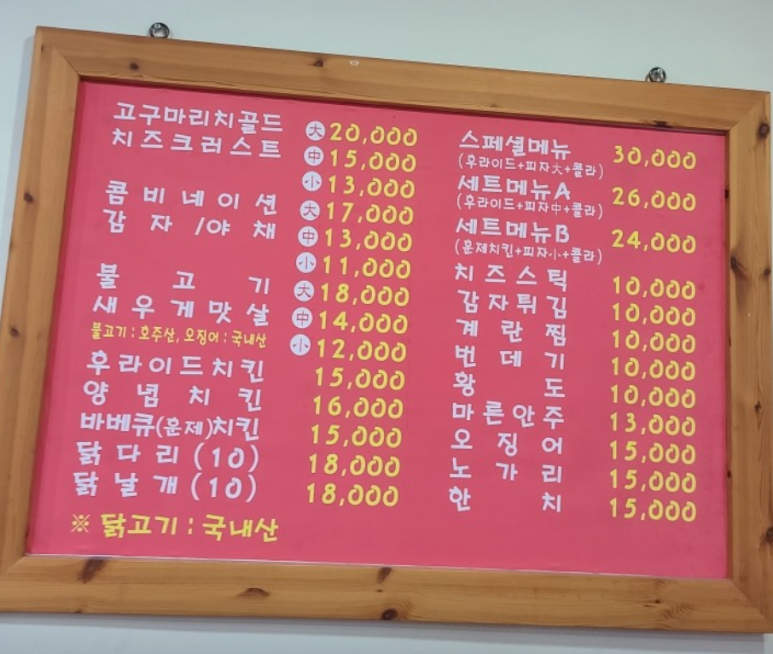 고구마리치골드 大 20,000
치즈크러스트 中 15,000
小 13,000
콤비네이션 大 17,000
감자/야채 中 13,000
小 11,000
불고기 大 18,000
새우게맛살 中 14,000
불고기 : 호주산, 오징어 : 국내산 小 12,000
후라이드치킨 15,000
양념치킨 16,000
바베큐(훈제)치킨 15,000
닭다리(10) 18,000
닭날개(10) 18,000
※ 닭고기 : 국내산
스페셜메뉴 30,000
(후라이드+피자大+콜라)
세트메뉴A 26,000
(후라이드+피자中+콜라)
세트메뉴B 24,000
(훈제치킨+피자小+콜라)
치즈스틱 10,000
감자튀김 10,000
계란찜 10,000
번데기 10,000
황도 10,000
마른안주 13,000
오징어 15,000
노가리 15,000
한치 15,000